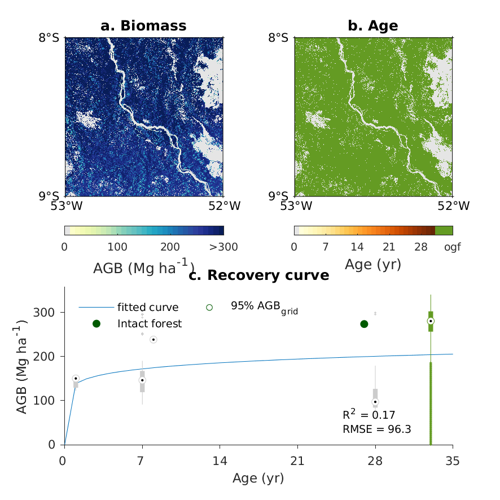 a. Biomass
b. Age
8°S
9°S
53°W
52°W
8°S
9°S
53°W
52°W
0 100 200 >300
AGB (Mg ha-1)
0 7 14 21 28 ogf
Age (yr)
c. Recovery curve
AGB (Mg ha-1)
300
200
100
0
fitted curve
95% AGBgrid
Intact forest
R2 = 0.17
RMSE = 96.3
0 7 14 21 28 35
Age (yr)